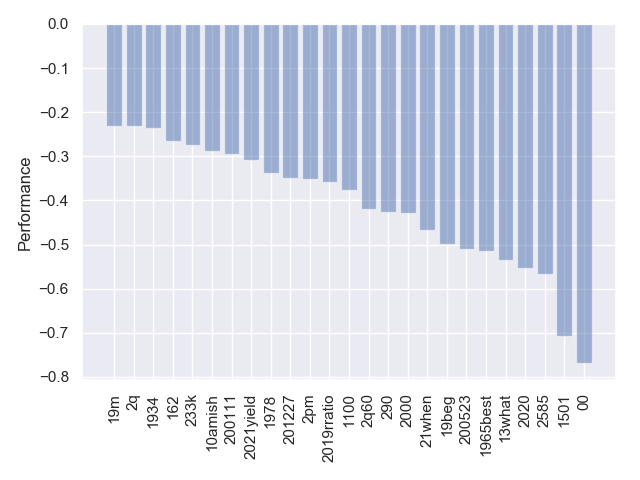 0.0
−0.1
−0.2
−0.3
−0.4
−0.5
−0.6
−0.7
−0.8
Performance
19m
2q
1934
162
233k
10amish
200111
2021yield
1978
201227
2pm
2019rratio
1100
2q60
290
2000
21when
19beg
200523
1965best
13what
2020
2585
1501
00